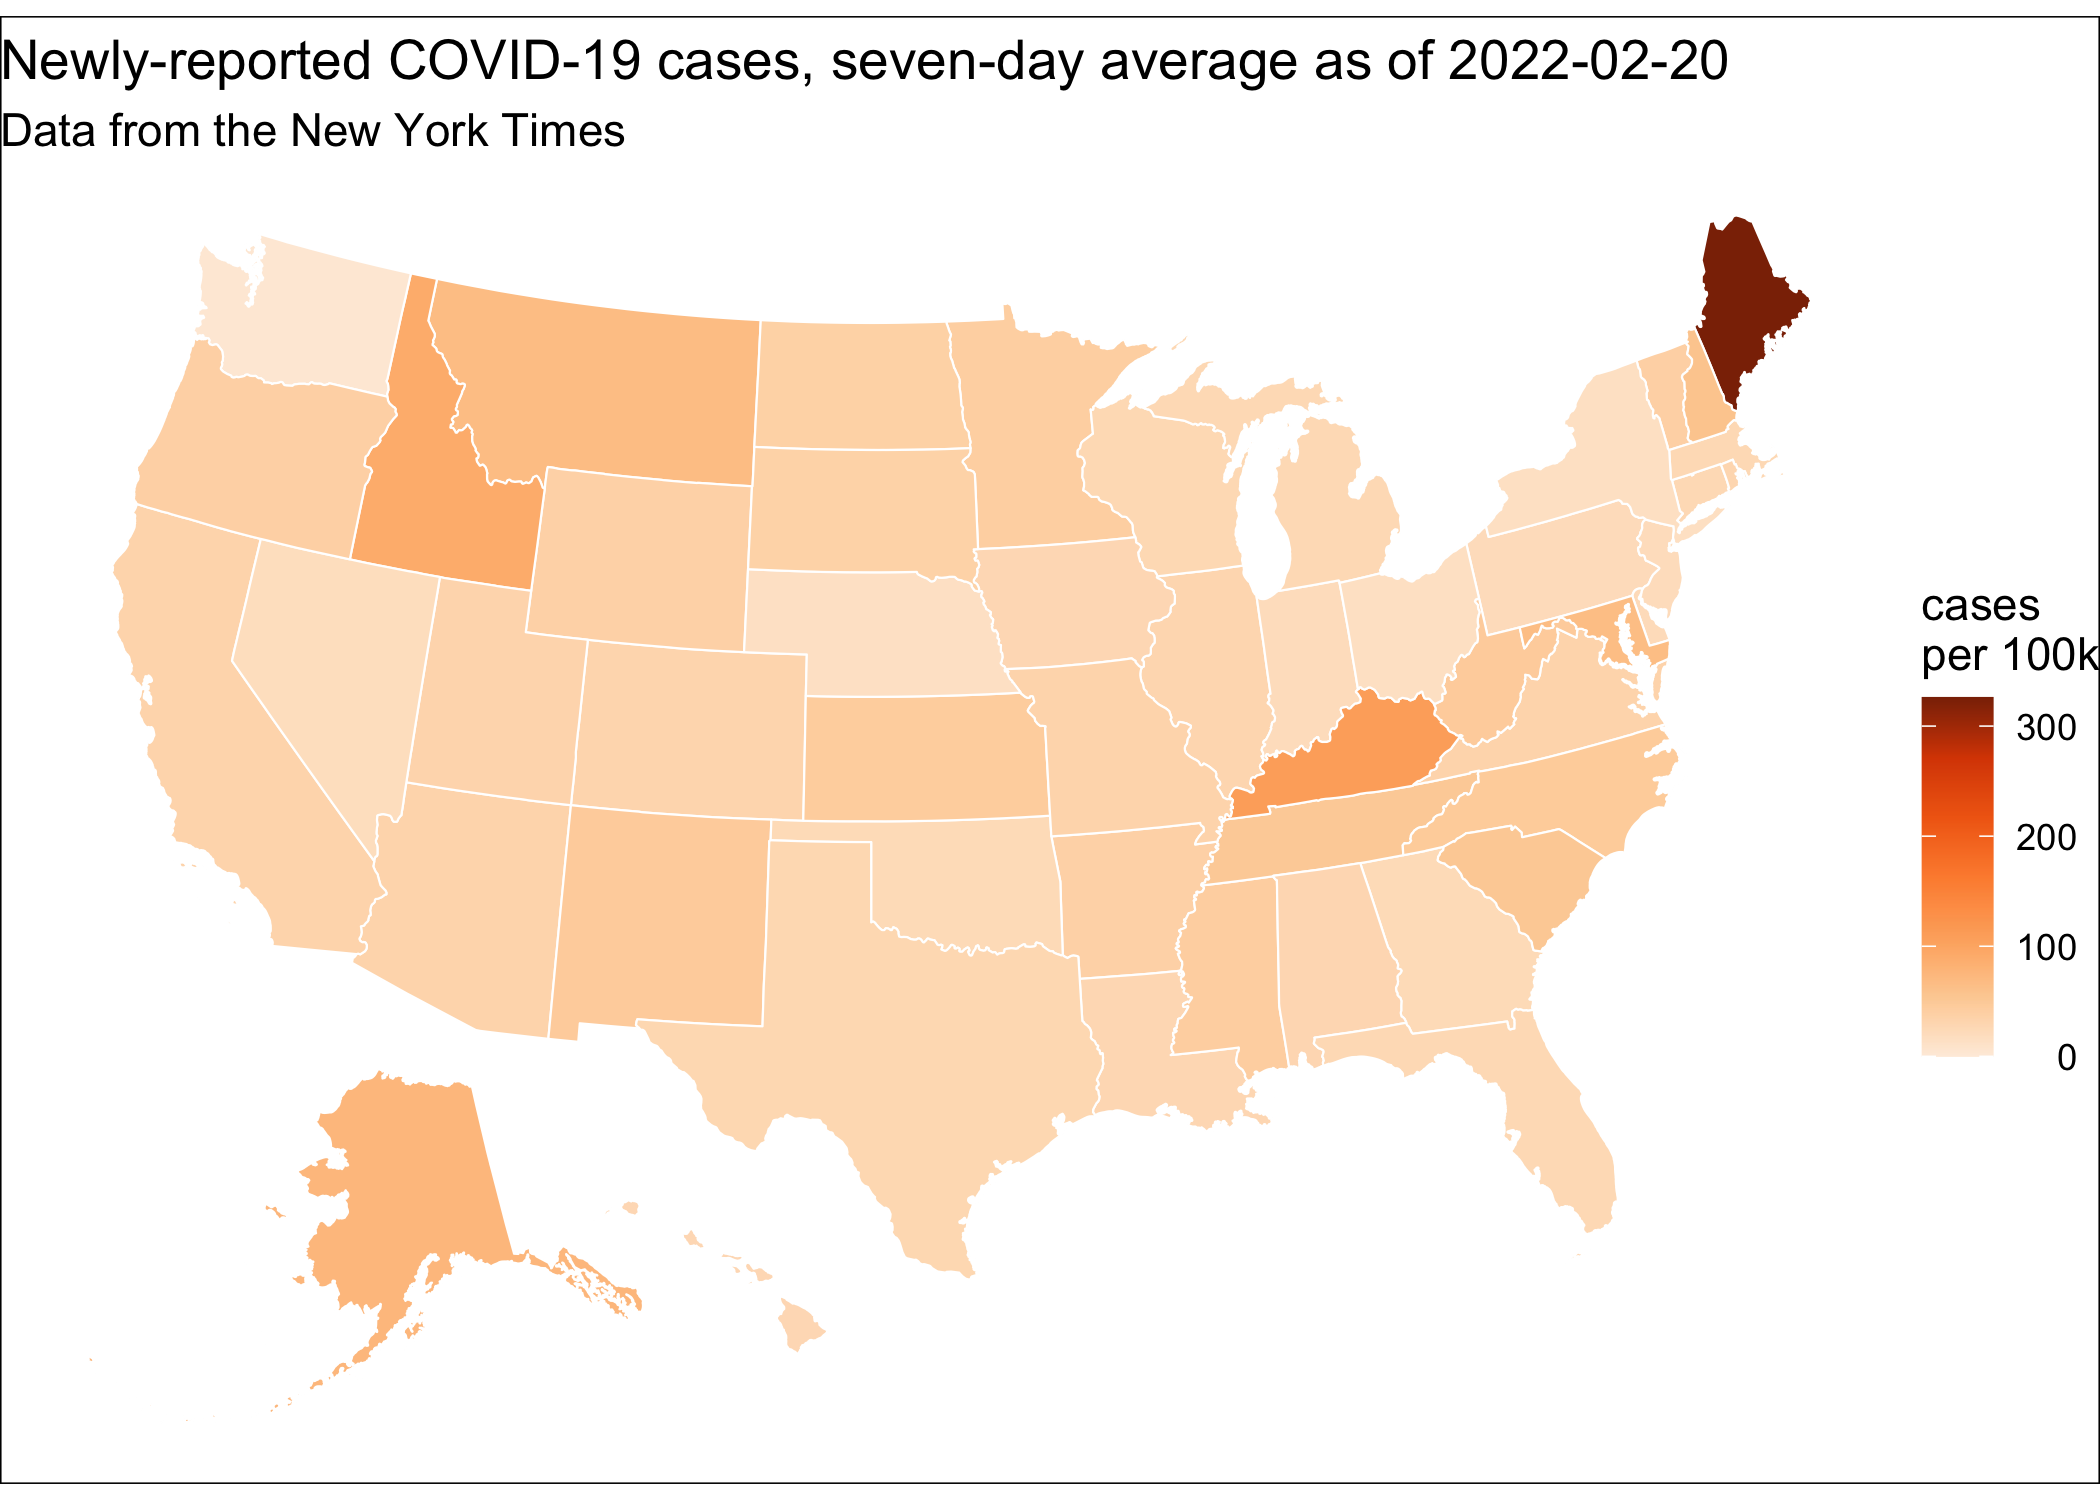 Newly-reported COVID-19 cases, seven-day average as of 2022-02-20
Data from the New York Times
cases
per 100k
300
200
100
0